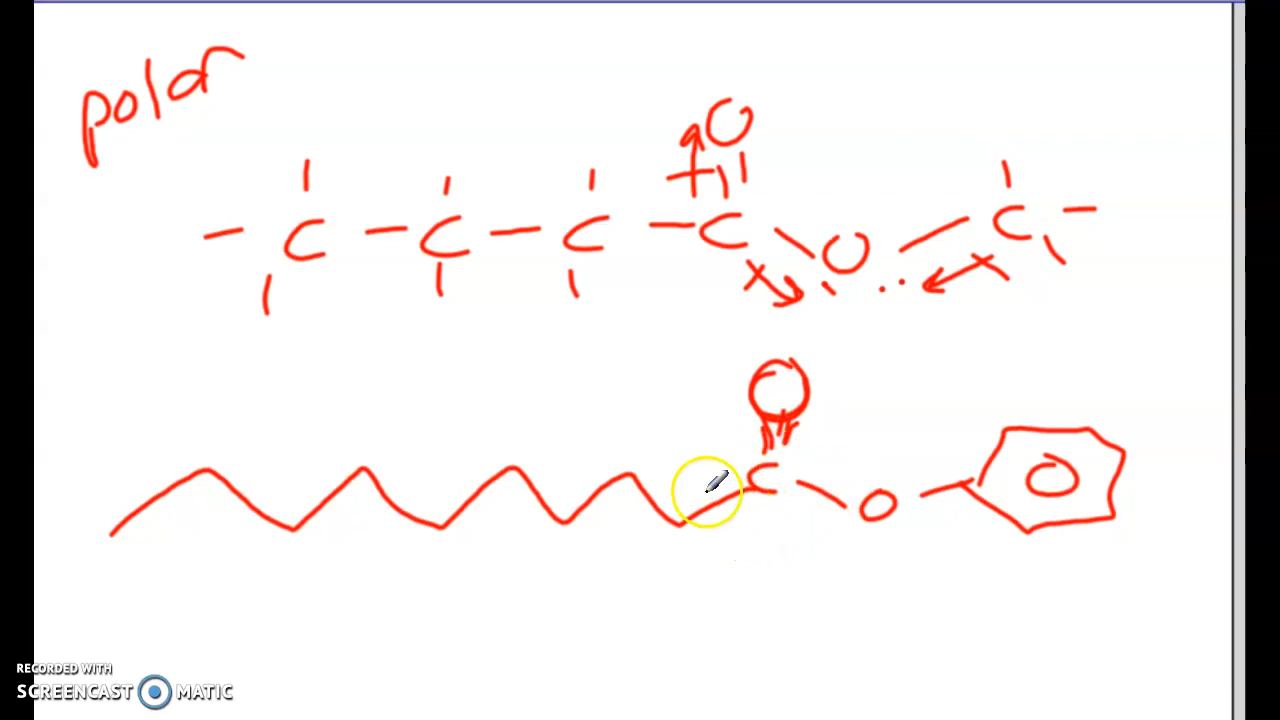 polar
O
- C - C - C - C O C -
O
C O
RECORDED WITH
SCREENCAST MATIC